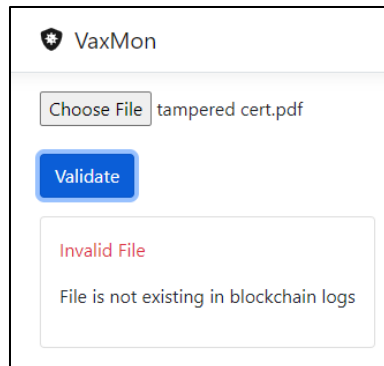 VaxMon
Choose File tampered cert.pdf
Validate
Invalid File
File is not existing in blockchain logs